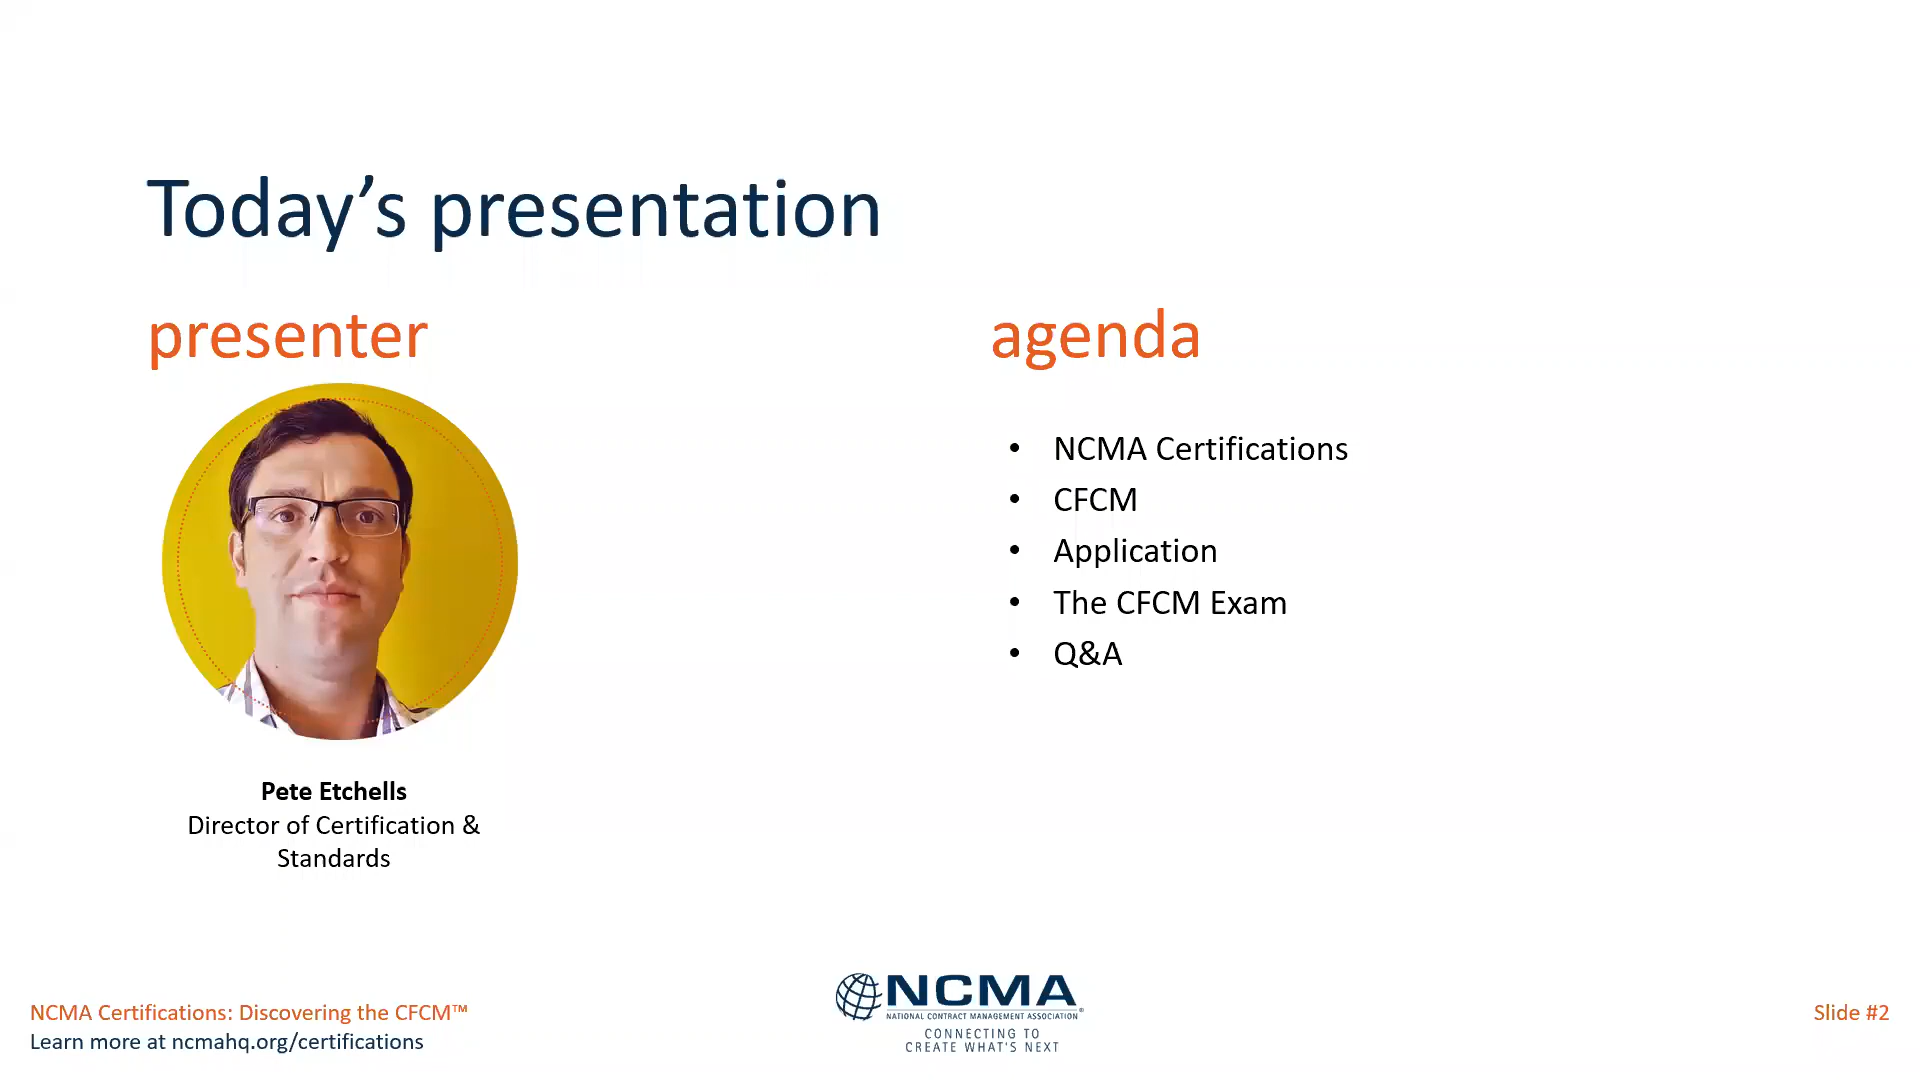 Today’s presentation
presenter
Pete Etchells
Director of Certification &
Standards
agenda
• NCMA Certifications
• CFCM
• Application
• The CFCM Exam
• Q&A
NCMA Certifications: Discovering the CFCM™
Learn more at ncmahq.org/certifications
NCMA
NATIONAL CONTRACT MANAGEMENT ASSOCIATION®
CONNECTING TO
CREATE WHAT'S NEXT
Slide #2